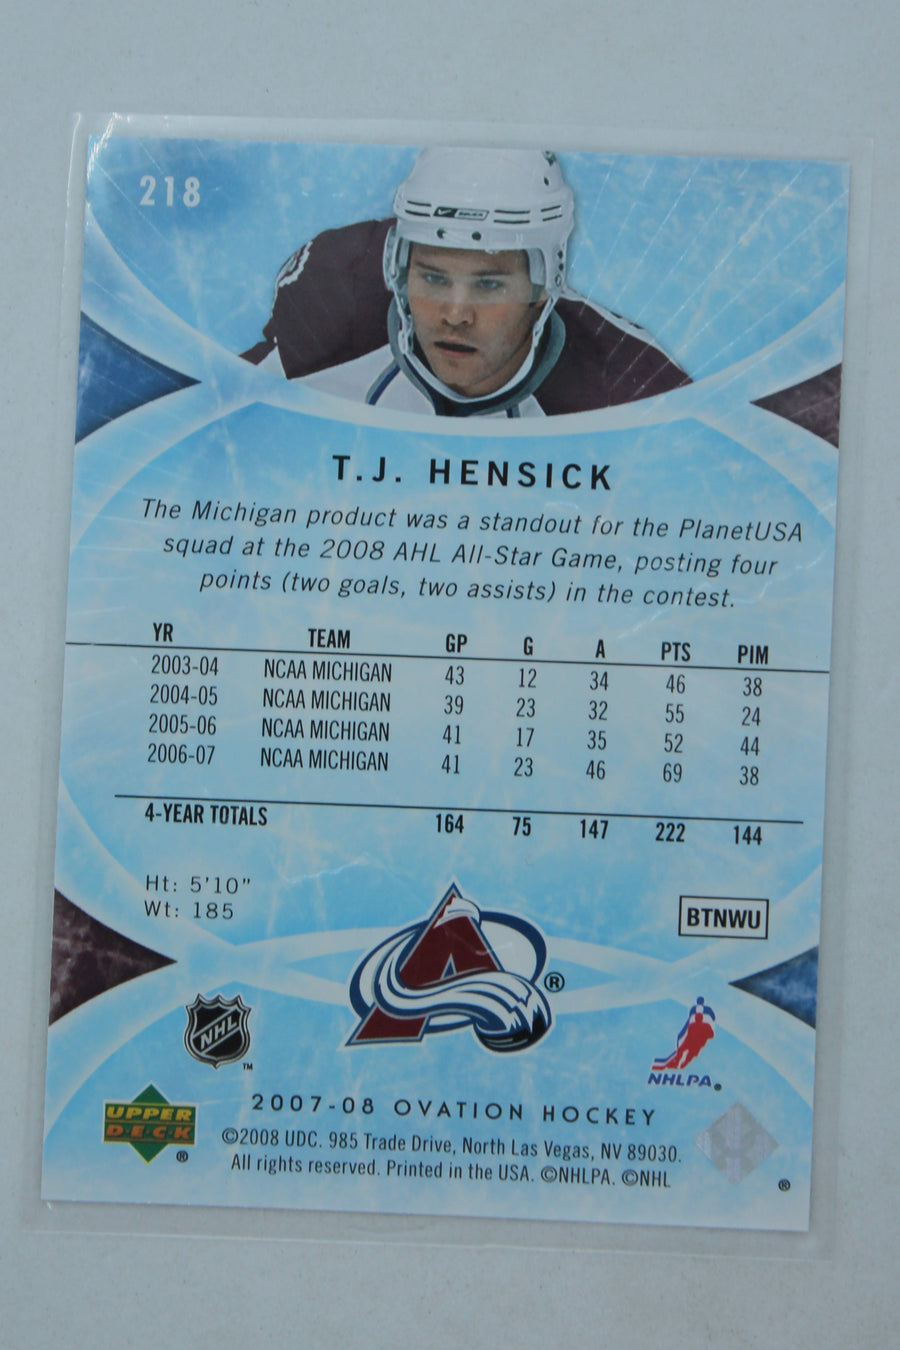 218
T.J. HENSICK
The Michigan product was a standout for the PlanetUSA
squad at the 2008 AHL All-Star Game, posting four
points (two goals, two assists) in the contest.
YR TEAM GP G A PTS PIM
2003-04 NCAA MICHIGAN 43 12 34 46 38
2004-05 NCAA MICHIGAN 39 23 32 55 24
2005-06 NCAA MICHIGAN 41 17 35 52 44
2006-07 NCAA MICHIGAN 41 23 46 69 38
4-YEAR TOTALS 164 75 147 222 144
Ht: 5'10"
Wt: 185
BTNWU
®
NHL
™
NHLPA®
UPPER
D·E·C·K
®
2007-08 OVATION HOCKEY
©2008 UDC. 985 Trade Drive, North Las Vegas, NV 89030.
All rights reserved. Printed in the USA. ©NHLPA. ©NHL
®